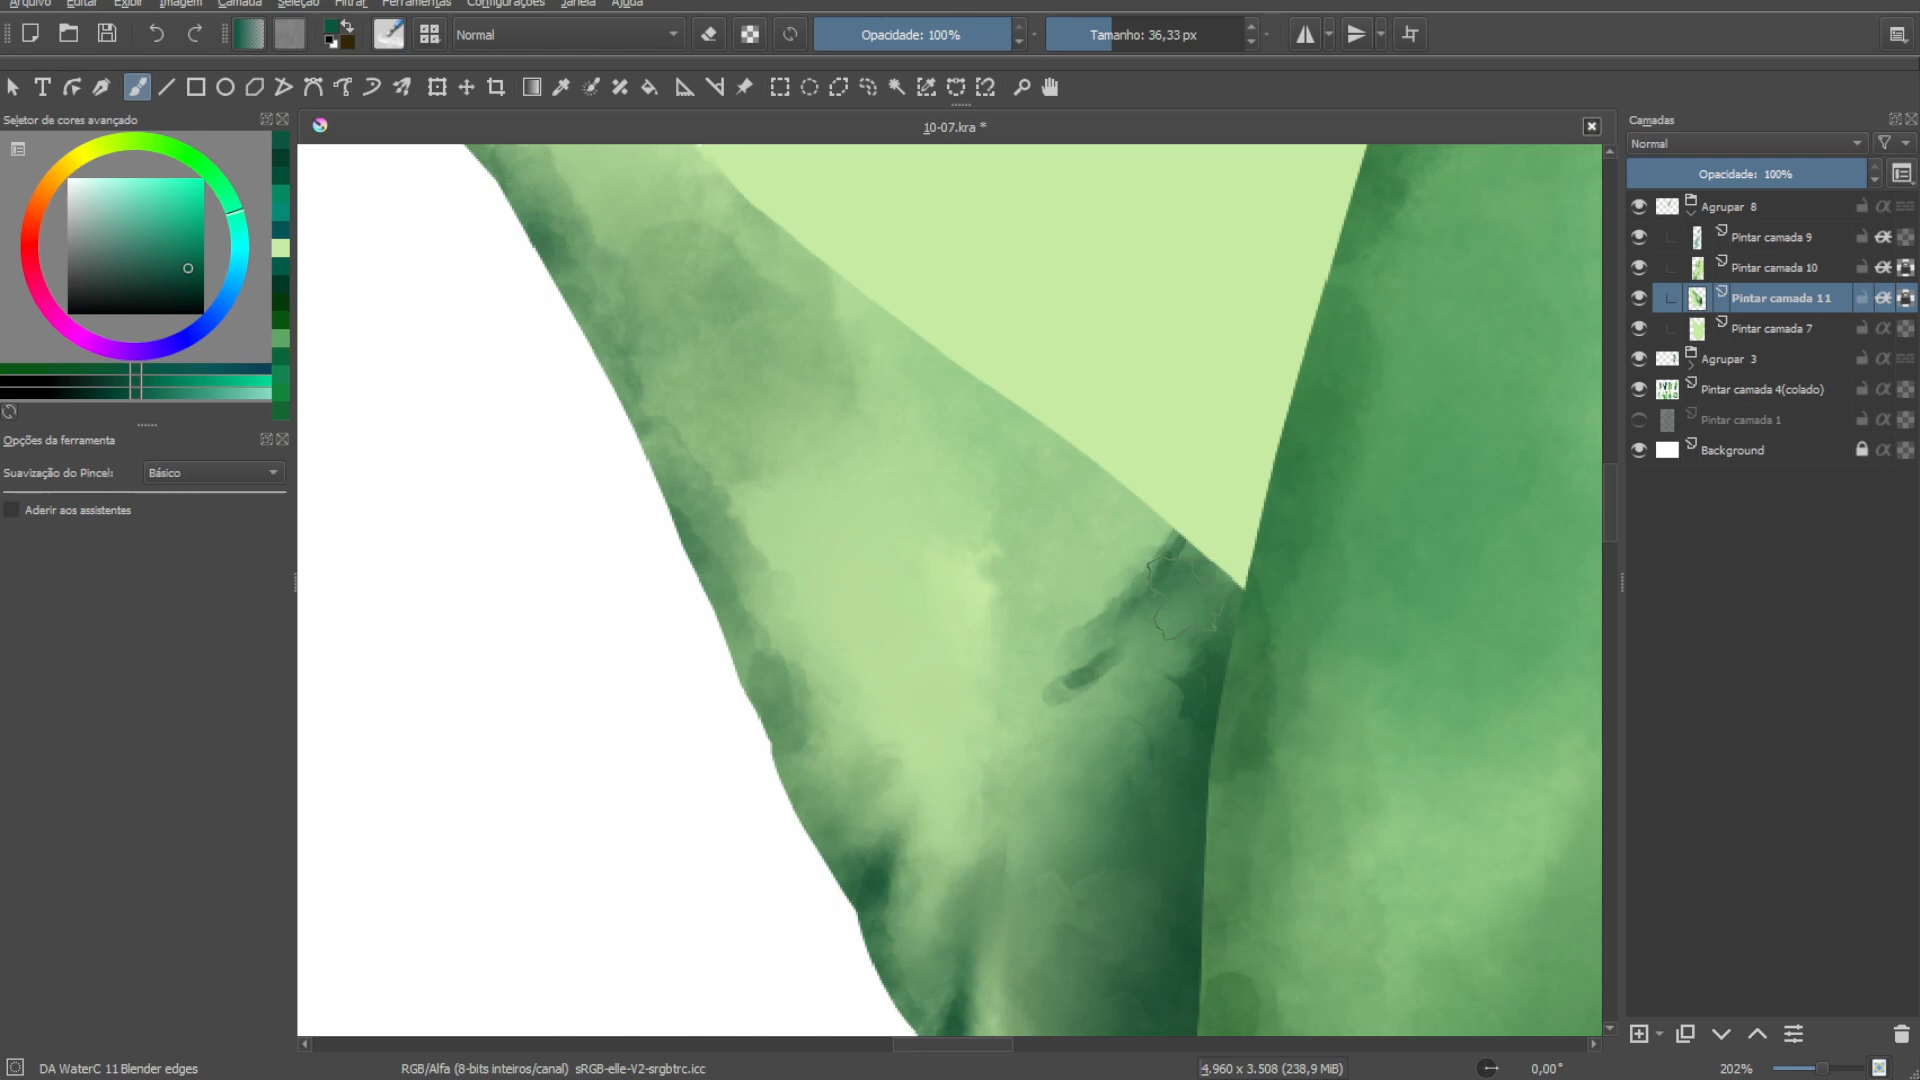 Arquivo Editar Exibir Imagem Camada Seleção Filtrar Ferramentas Configurações Janela Ajuda
Normal
Opacidade: 100%
Tamanho: 36,33 px
Seletor de cores avançado
10-07.kra *
Camadas
Normal
Opacidade: 100%
Agrupar 8
Pintar camada 9
Pintar camada 10
Pintar camada 11
Pintar camada 7
Agrupar 3
Pintar camada 4(colado)
Pintar camada 1
Background
Opções da ferramenta
Suavização do Pincel: Básico
Aderir aos assistentes
DA WaterC 11 Blender edges
RGB/Alfa (8-bits inteiros/canal) sRGB-elle-V2-srgbtrc.icc
4.960 x 3.508 (238,9 MiB)
0,00°
202%